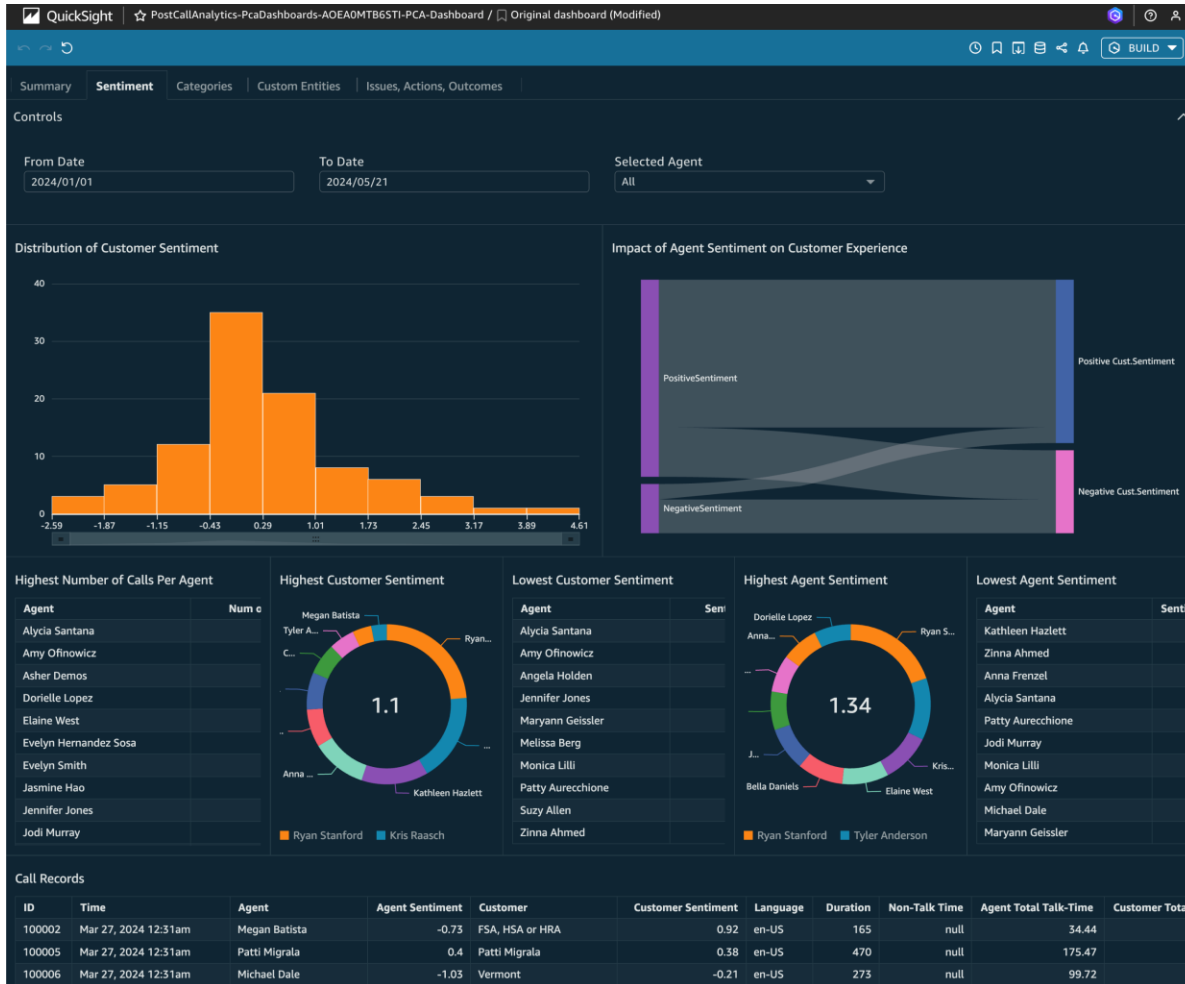 QuickSight PostCallAnalytics-PcaDashboards-AOEA0MTB6STI-PCA-Dashboard / Original dashboard (Modified)
BUILD
Summary Sentiment Categories Custom Entities Issues, Actions, Outcomes
Controls
From Date To Date Selected Agent
2024/01/01 2024/05/21 All
Distribution of Customer Sentiment
40
30
20
10
0
-2.59 -1.87 -1.15 -0.43 0.29 1.01 1.73 2.45 3.17 3.89 4.61
Impact of Agent Sentiment on Customer Experience
PositiveSentiment
NegativeSentiment
Positive Cust.Sentiment
Negative Cust.Sentiment
Highest Number of Calls Per Agent
Agent Num o
Alycia Santana
Amy Ofinowicz
Asher Demos
Dorielle Lopez
Elaine West
Evelyn Hernandez Sosa
Evelyn Smith
Jasmine Hao
Jennifer Jones
Jodi Murray
Highest Customer Sentiment
Megan Batista
Tyler A...
Ryan...
C...
..
1.1
...
Anna ...
Kathleen Hazlett
Ryan Stanford Kris Raasch
Lowest Customer Sentiment
Agent Sent
Alycia Santana
Amy Ofinowicz
Angela Holden
Jennifer Jones
Maryann Geissler
Melissa Berg
Monica Lilli
Patty Aurecchione
Suzy Allen
Zinna Ahmed
Highest Agent Sentiment
Dorielle Lopez
Anna...
Ryan S...
...
1.34
J...
Kris...
Bella Daniels
Elaine West
Ryan Stanford Tyler Anderson
Lowest Agent Sentiment
Agent Senti
Kathleen Hazlett
Zinna Ahmed
Anna Frenzel
Alycia Santana
Patty Aurecchione
Jodi Murray
Monica Lilli
Amy Ofinowicz
Michael Dale
Maryann Geissler
Call Records
ID Time Agent Agent Sentiment Customer Customer Sentiment Language Duration Non-Talk Time Agent Total Talk-Time Customer Tota
100002 Mar 27, 2024 12:31am Megan Batista -0.73 FSA, HSA or HRA 0.92 en-US 165 null 34.44
100005 Mar 27, 2024 12:31am Patti Migrala 0.4 Patti Migrala 0.38 en-US 470 null 175.47
100006 Mar 27, 2024 12:31am Michael Dale -1.03 Vermont -0.21 en-US 273 null 99.72